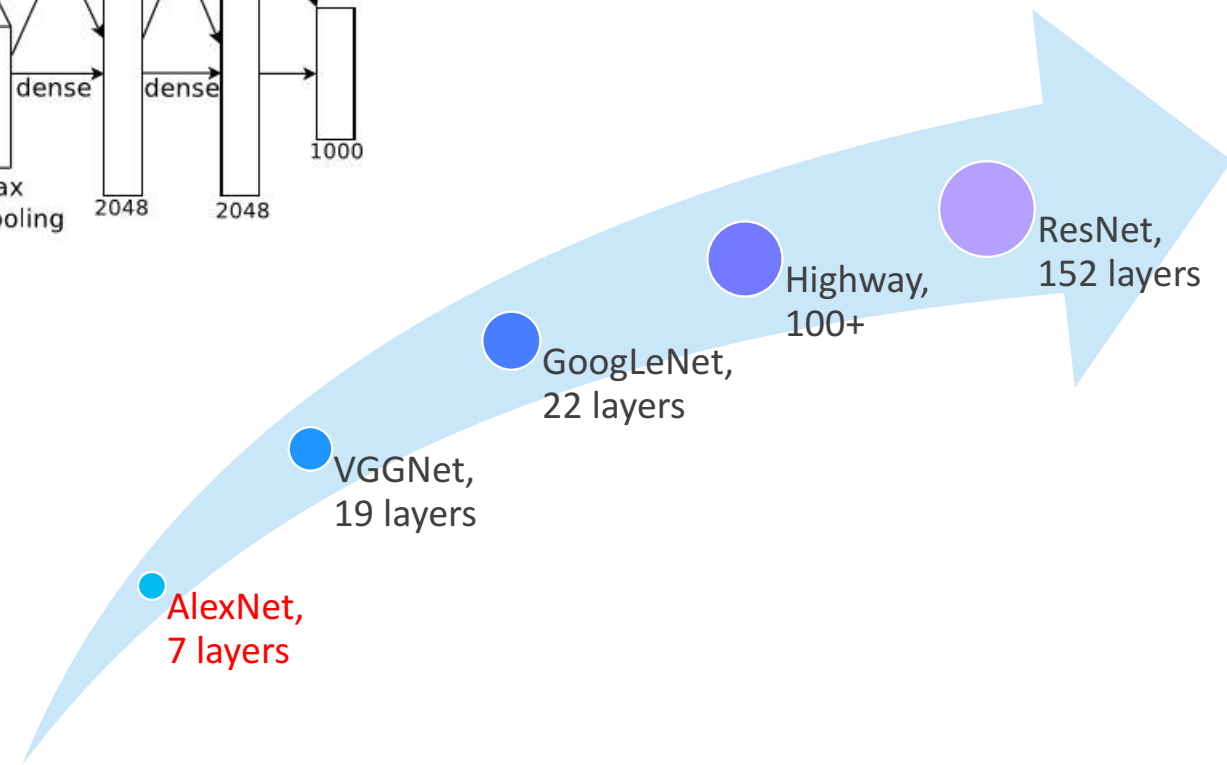 dense
dense
1000
2048
2048
ResNet,
152 layers
Highway,
100+
GoogLeNet,
22 layers
VGGNet,
19 layers
AlexNet,
7 layers